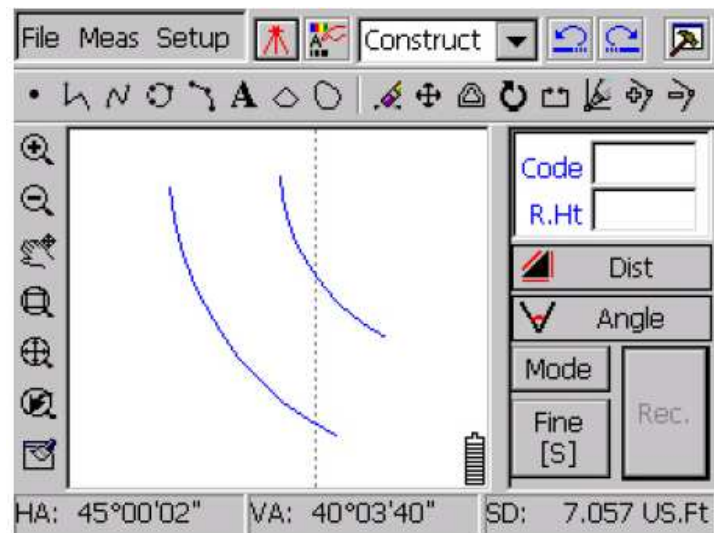 File Meas Setup Construct
A
Code
R.Ht
Dist
Angle
Mode
Fine
[S]
Rec.
HA: 45°00'02" VA: 40°03'40" SD: 7.057 US.Ft